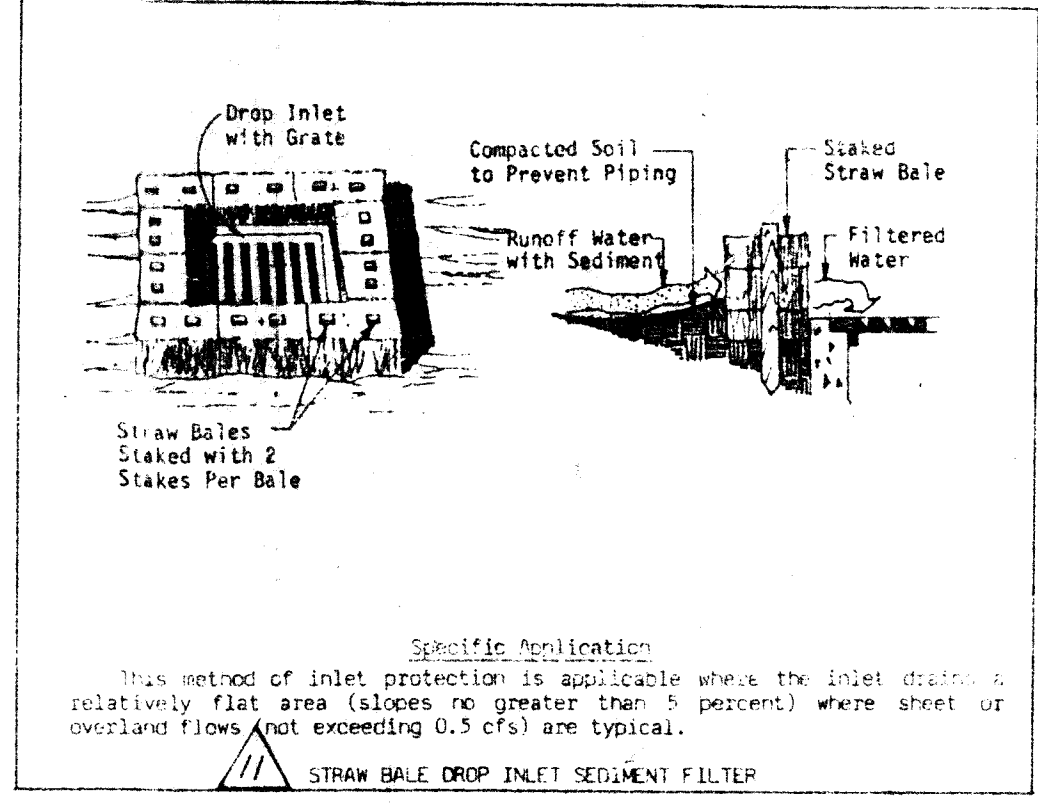 Drop Inlet
with Grate
Compacted Soil
to Prevent Piping
Staked
Straw Bale
Runoff Water
with Sediment
Filtered
Water
Straw Bales
Staked with 2
Stakes Per Bale
Specific Application
This method of inlet protection is applicable where the inlet drains a
relatively flat area (slopes no greater than 5 percent) where sheet or
overland flows (not exceeding 0.5 cfs) are typical.
11
STRAW BALE DROP INLET SEDIMENT FILTER